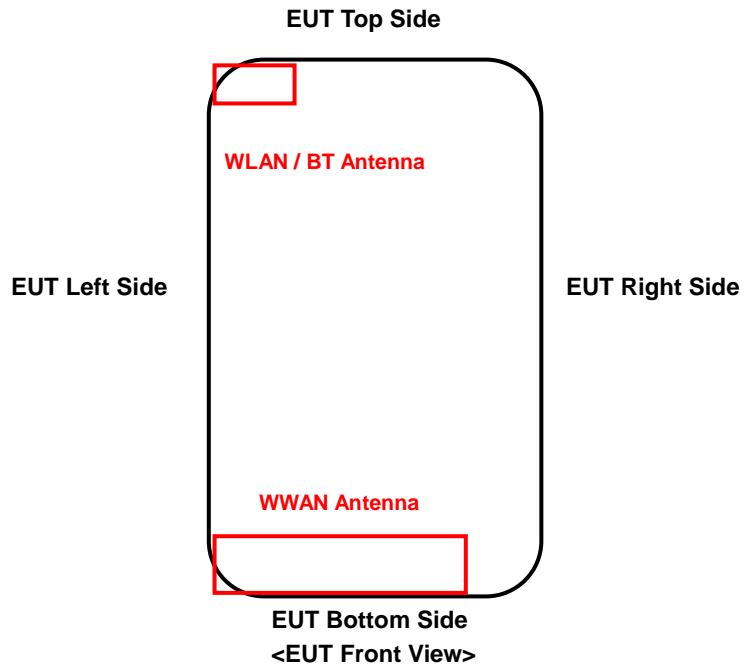 EUT Top Side
WLAN / BT Antenna
EUT Left Side
EUT Right Side
WWAN Antenna
EUT Bottom Side
<EUT Front View>